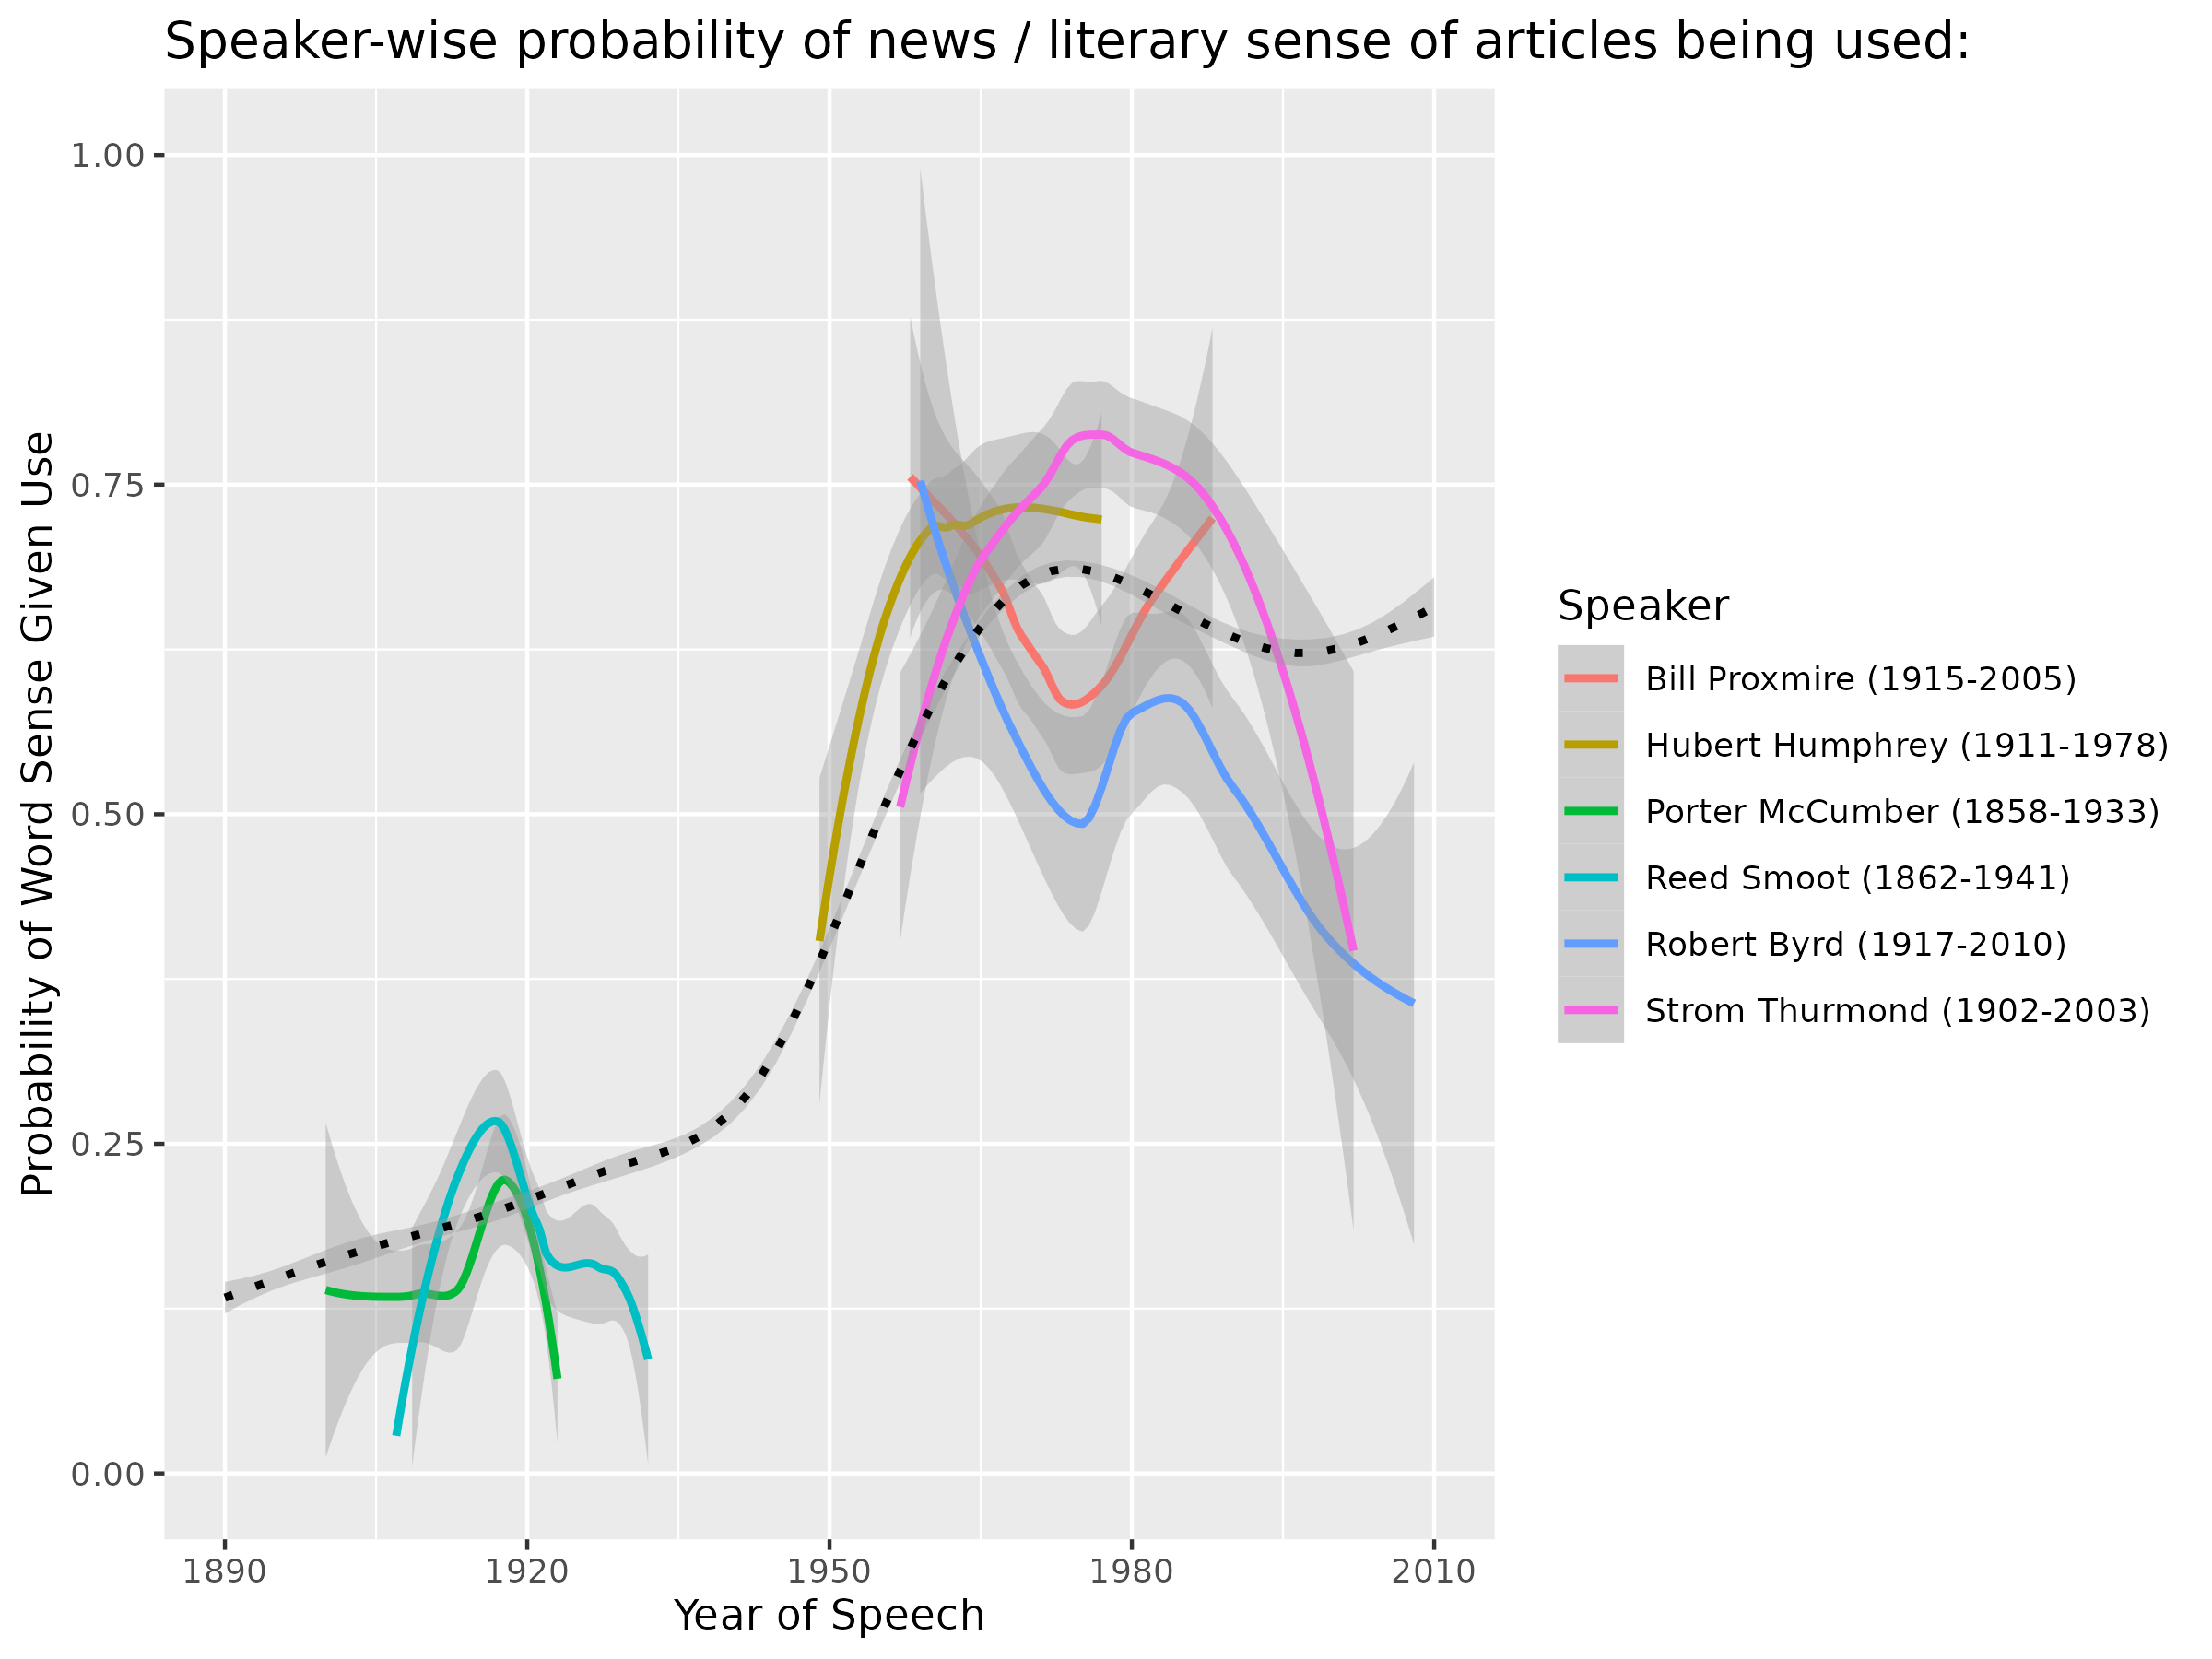 Speaker-wise probability of news / literary sense of articles being used:
Probability of Word Sense Given Use
1.00
0.75
0.50
0.25
0.00
1890
1920
1950
1980
2010
Year of Speech
Speaker
Bill Proxmire (1915-2005)
Hubert Humphrey (1911-1978)
Porter McCumber (1858-1933)
Reed Smoot (1862-1941)
Robert Byrd (1917-2010)
Strom Thurmond (1902-2003)